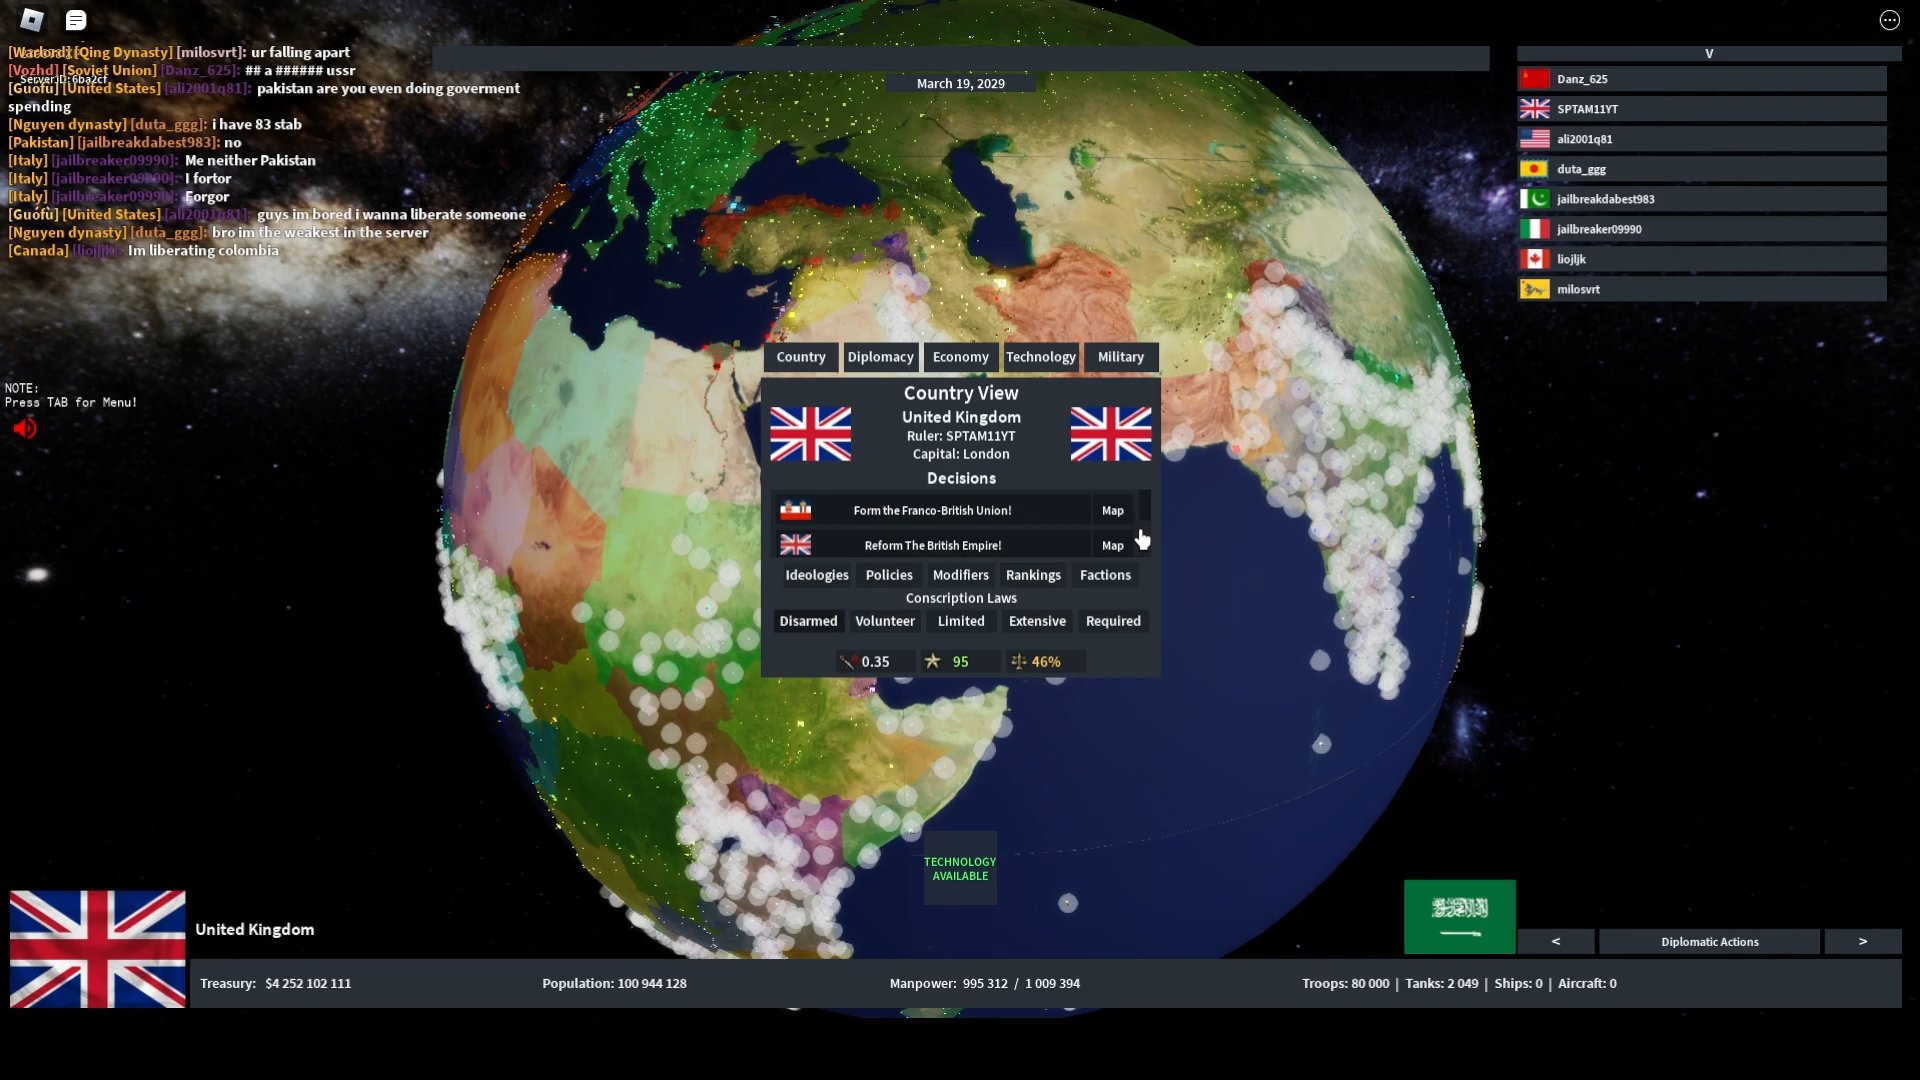 [Warlord] [Qing Dynasty] [milosvrt]: ur falling apart
[Vozhd] [Soviet Union] [Danz_625]: ## a ###### ussr
ServerID: 6ba2cf
[Guofu] [United States] [ali2001q81]: pakistan are you even doing goverment
spending
[Nguyen dynasty] [duta_ggg]: i have 83 stab
[Pakistan] [jailbreakdabest983]: no
[Italy] [jailbreaker09990]: Me neither Pakistan
[Italy] [jailbreaker09990]: I fortor
[Italy] [jailbreaker09990]: Forgor
[Guofu] [United States] [ali2001q81]: guys im bored i wanna liberate someone
[Nguyen dynasty] [duta_ggg]: bro im the weakest in the server
[Canada] [liojljk]: Im liberating colombia
NOTE:
Press TAB for Menu!
March 19, 2029
V
Danz_625
SPTAM11YT
ali2001q81
duta_ggg
jailbreakdabest983
jailbreaker09990
liojljk
milosvrt
Country Diplomacy Economy Technology Military
Country View
United Kingdom
Ruler: SPTAM11YT
Capital: London
Decisions
Form the Franco-British Union! Map
Reform The British Empire! Map
Ideologies Policies Modifiers Rankings Factions
Conscription Laws
Disarmed Volunteer Limited Extensive Required
0.35 95 46%
TECHNOLOGY
AVAILABLE
United Kingdom
< Diplomatic Actions >
Treasury: $4 252 102 111 Population: 100 944 128 Manpower: 995 312 / 1 009 394 Troops: 80 000 | Tanks: 2 049 | Ships: 0 | Aircraft: 0